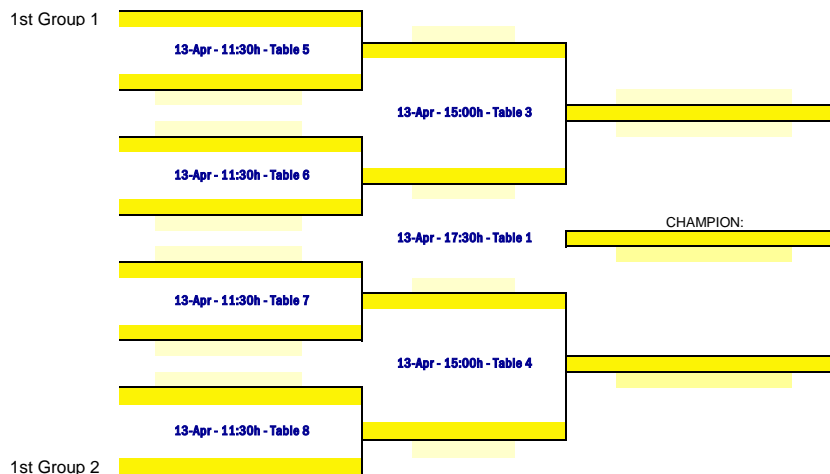 1st Group 1
13-Apr - 11:30h - Table 5
13-Apr - 15:00h - Table 3
13-Apr - 11:30h - Table 6
CHAMPION:
13-Apr - 17:30h - Table 1
13-Apr - 11:30h - Table 7
13-Apr - 15:00h - Table 4
13-Apr - 11:30h - Table 8
1st Group 2